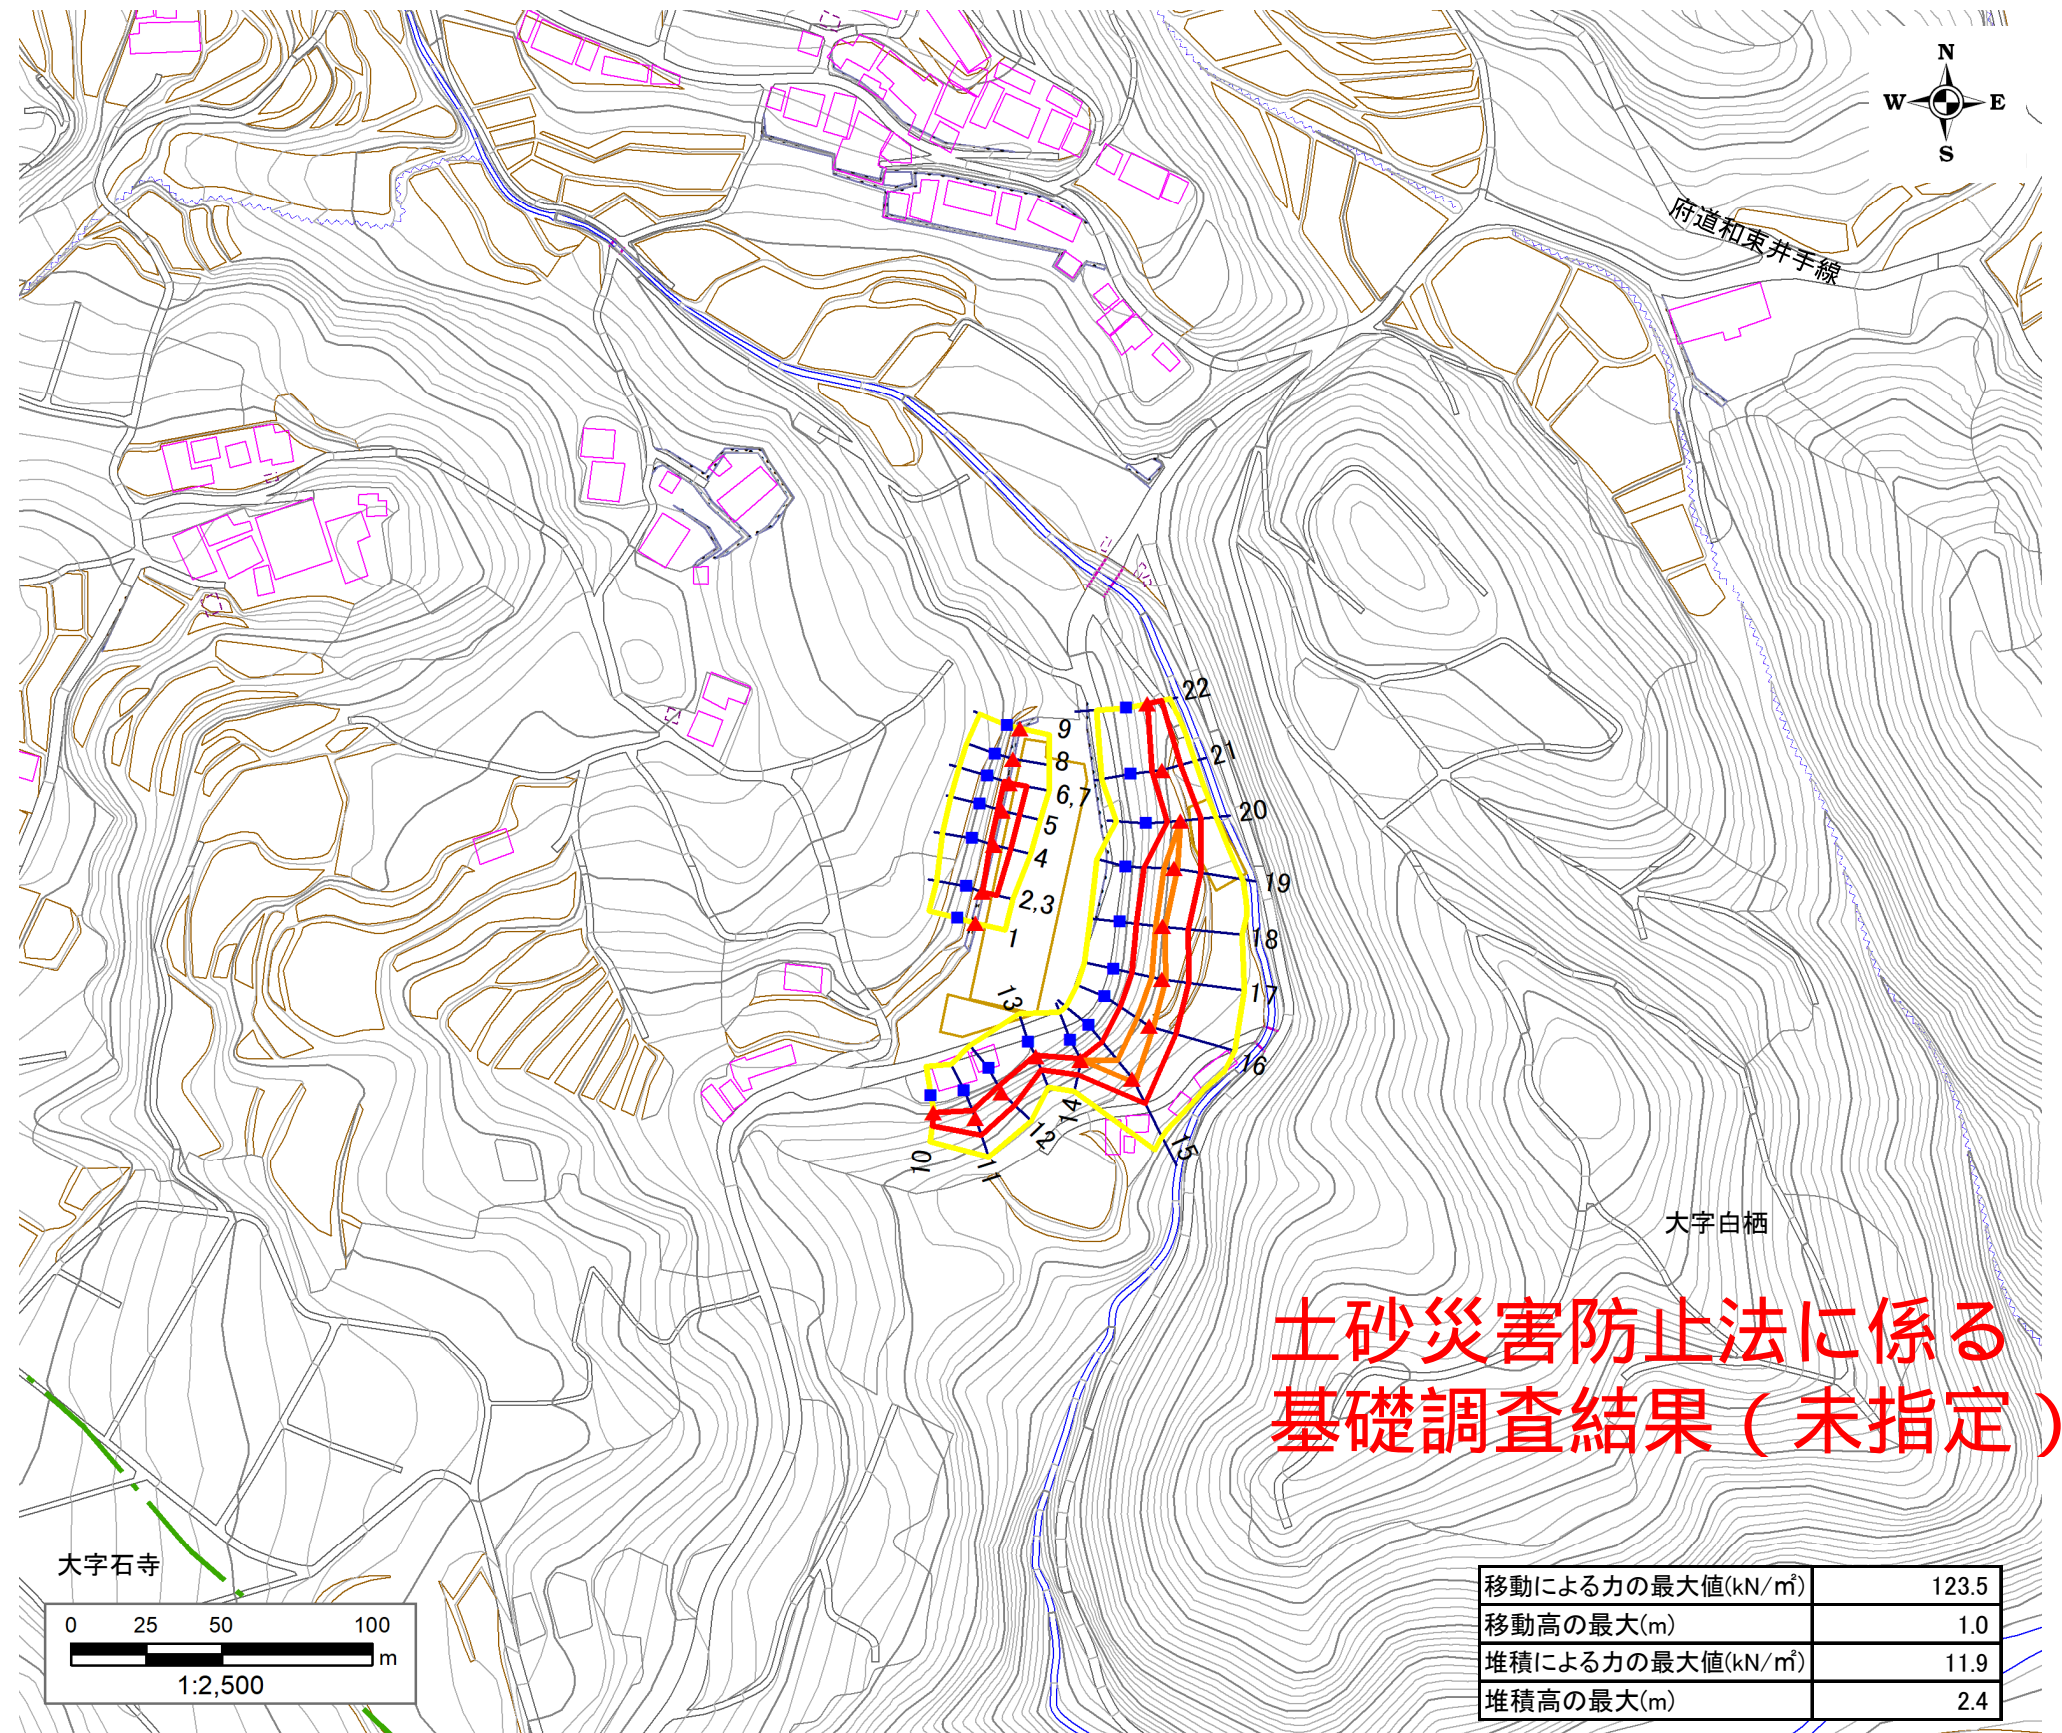 N
W E
S
府道和束井手線
22
9
21
8
6,7
20
5
4
19
2,3
18
1
17
13
16
14
12
15
10
11
大字白栖
土砂災害防止法に係る
基礎調査結果（未指定）
大字石寺
0 25 50 100
m
1:2,500
移動による力の最大値(kN/㎡) 123.5
移動高の最大(m) 1.0
堆積による力の最大値(kN/㎡) 11.9
堆積高の最大(m) 2.4